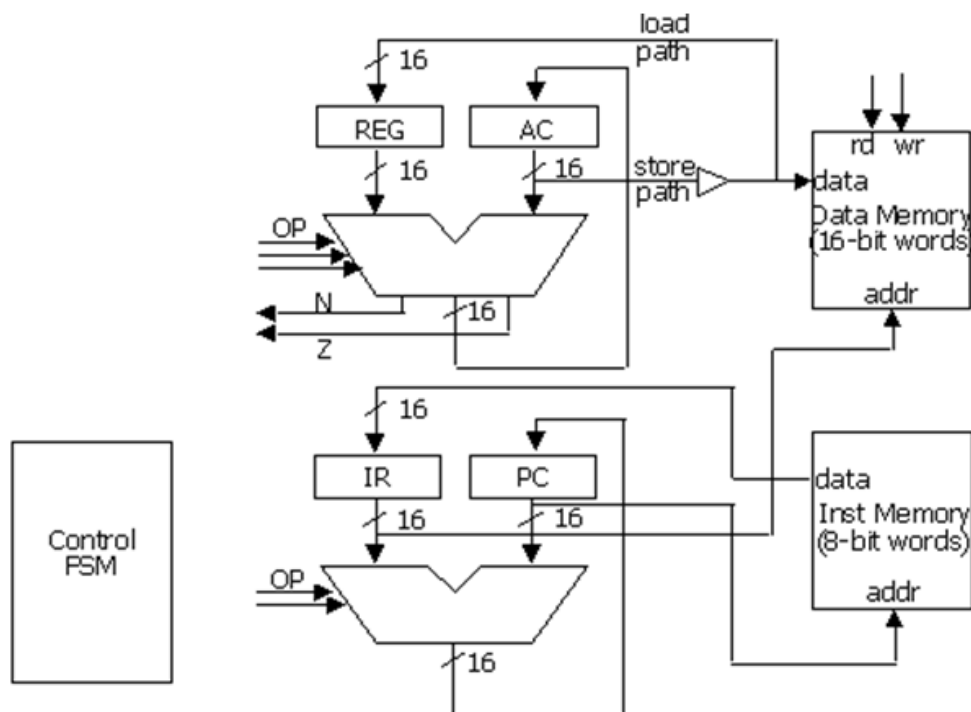 load
path
16
REG
AC
16
16
store
path
rd wr
data
Data Memory
(16-bit words)
addr
OP
N
Z
16
16
IR
PC
16
16
data
Inst Memory
(8-bit words)
addr
Control
FSM
OP
16